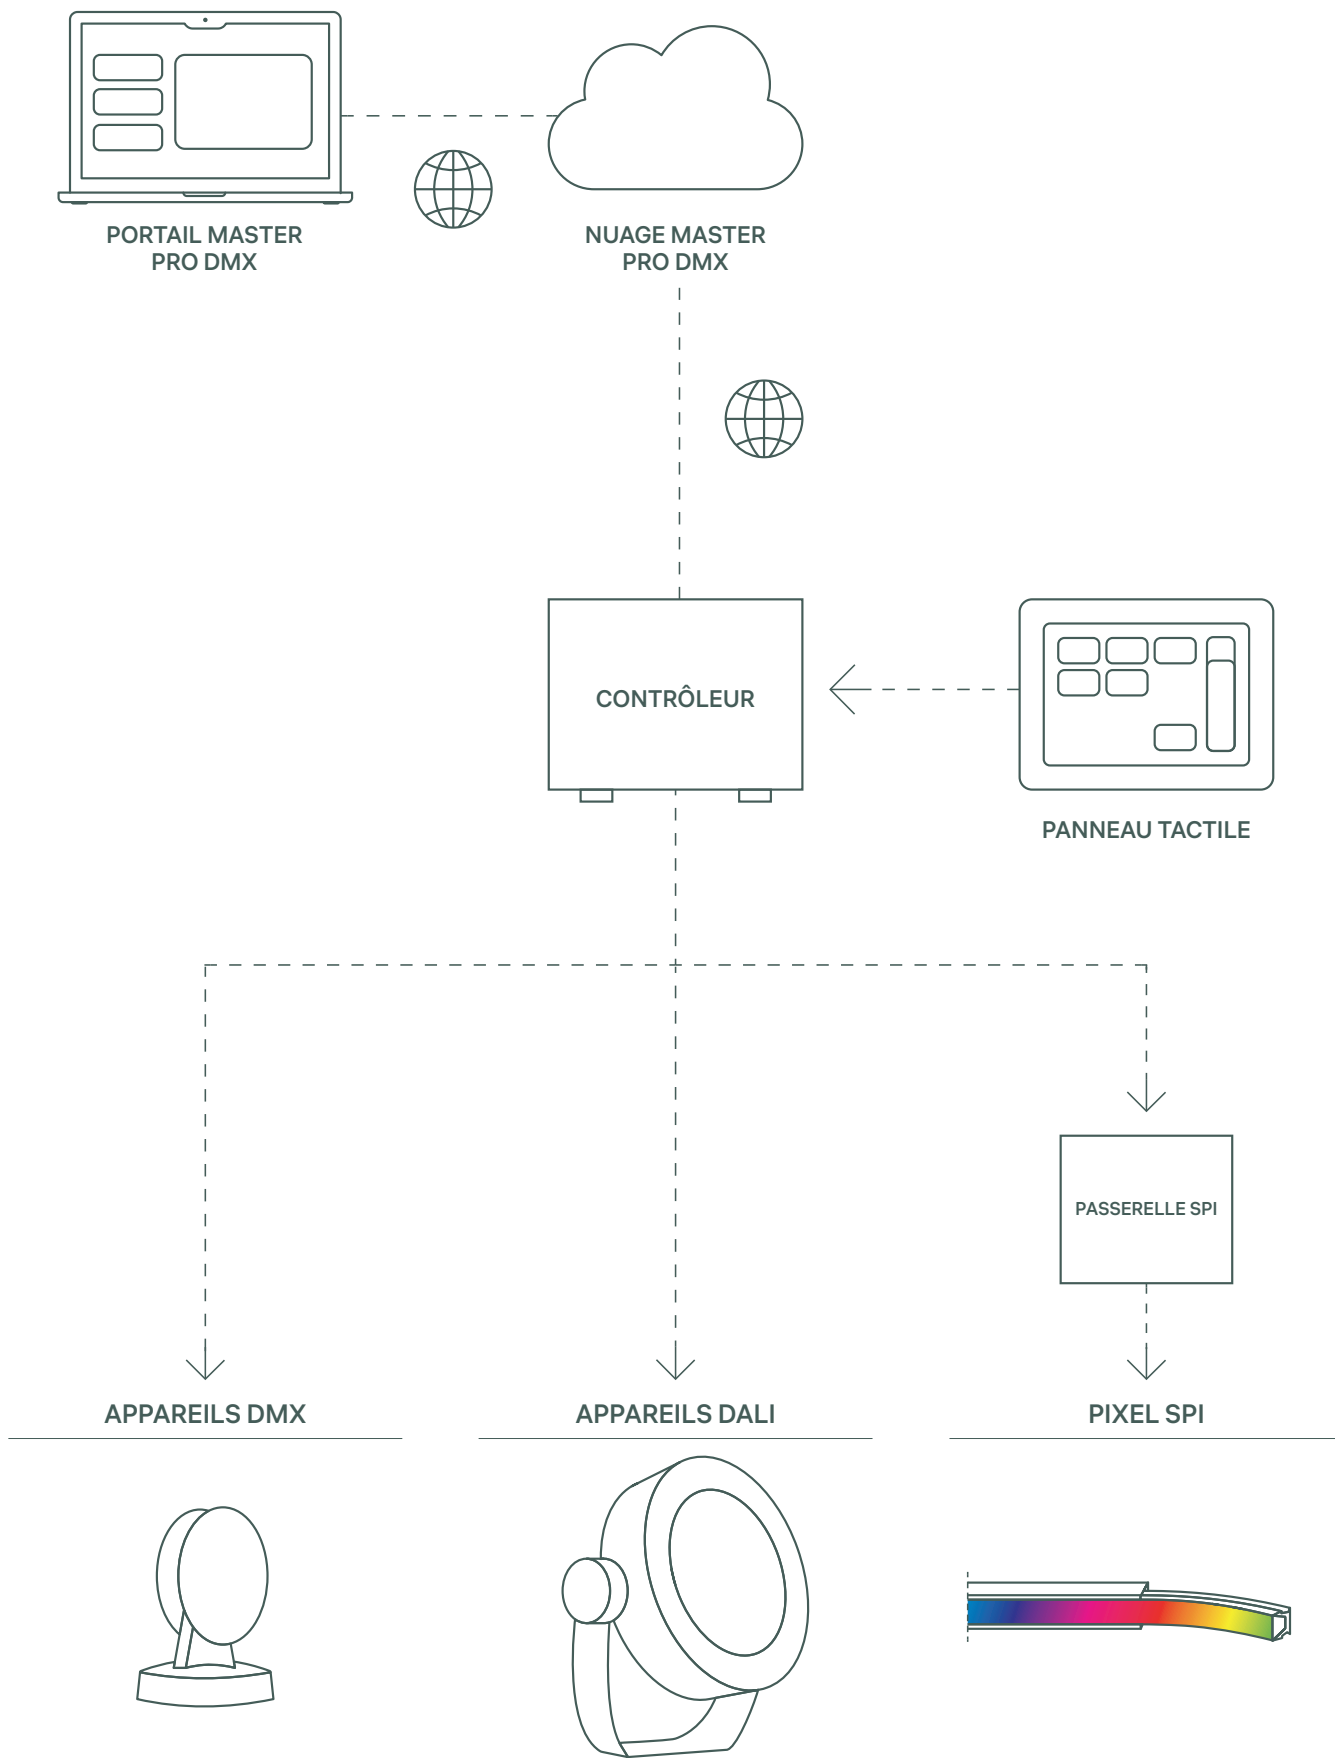 PORTAIL MASTER
PRO DMX
NUAGE MASTER
PRO DMX
CONTRÔLEUR
PANNEAU TACTILE
PASSERELLE SPI
APPAREILS DMX
APPAREILS DALI
PIXEL SPI